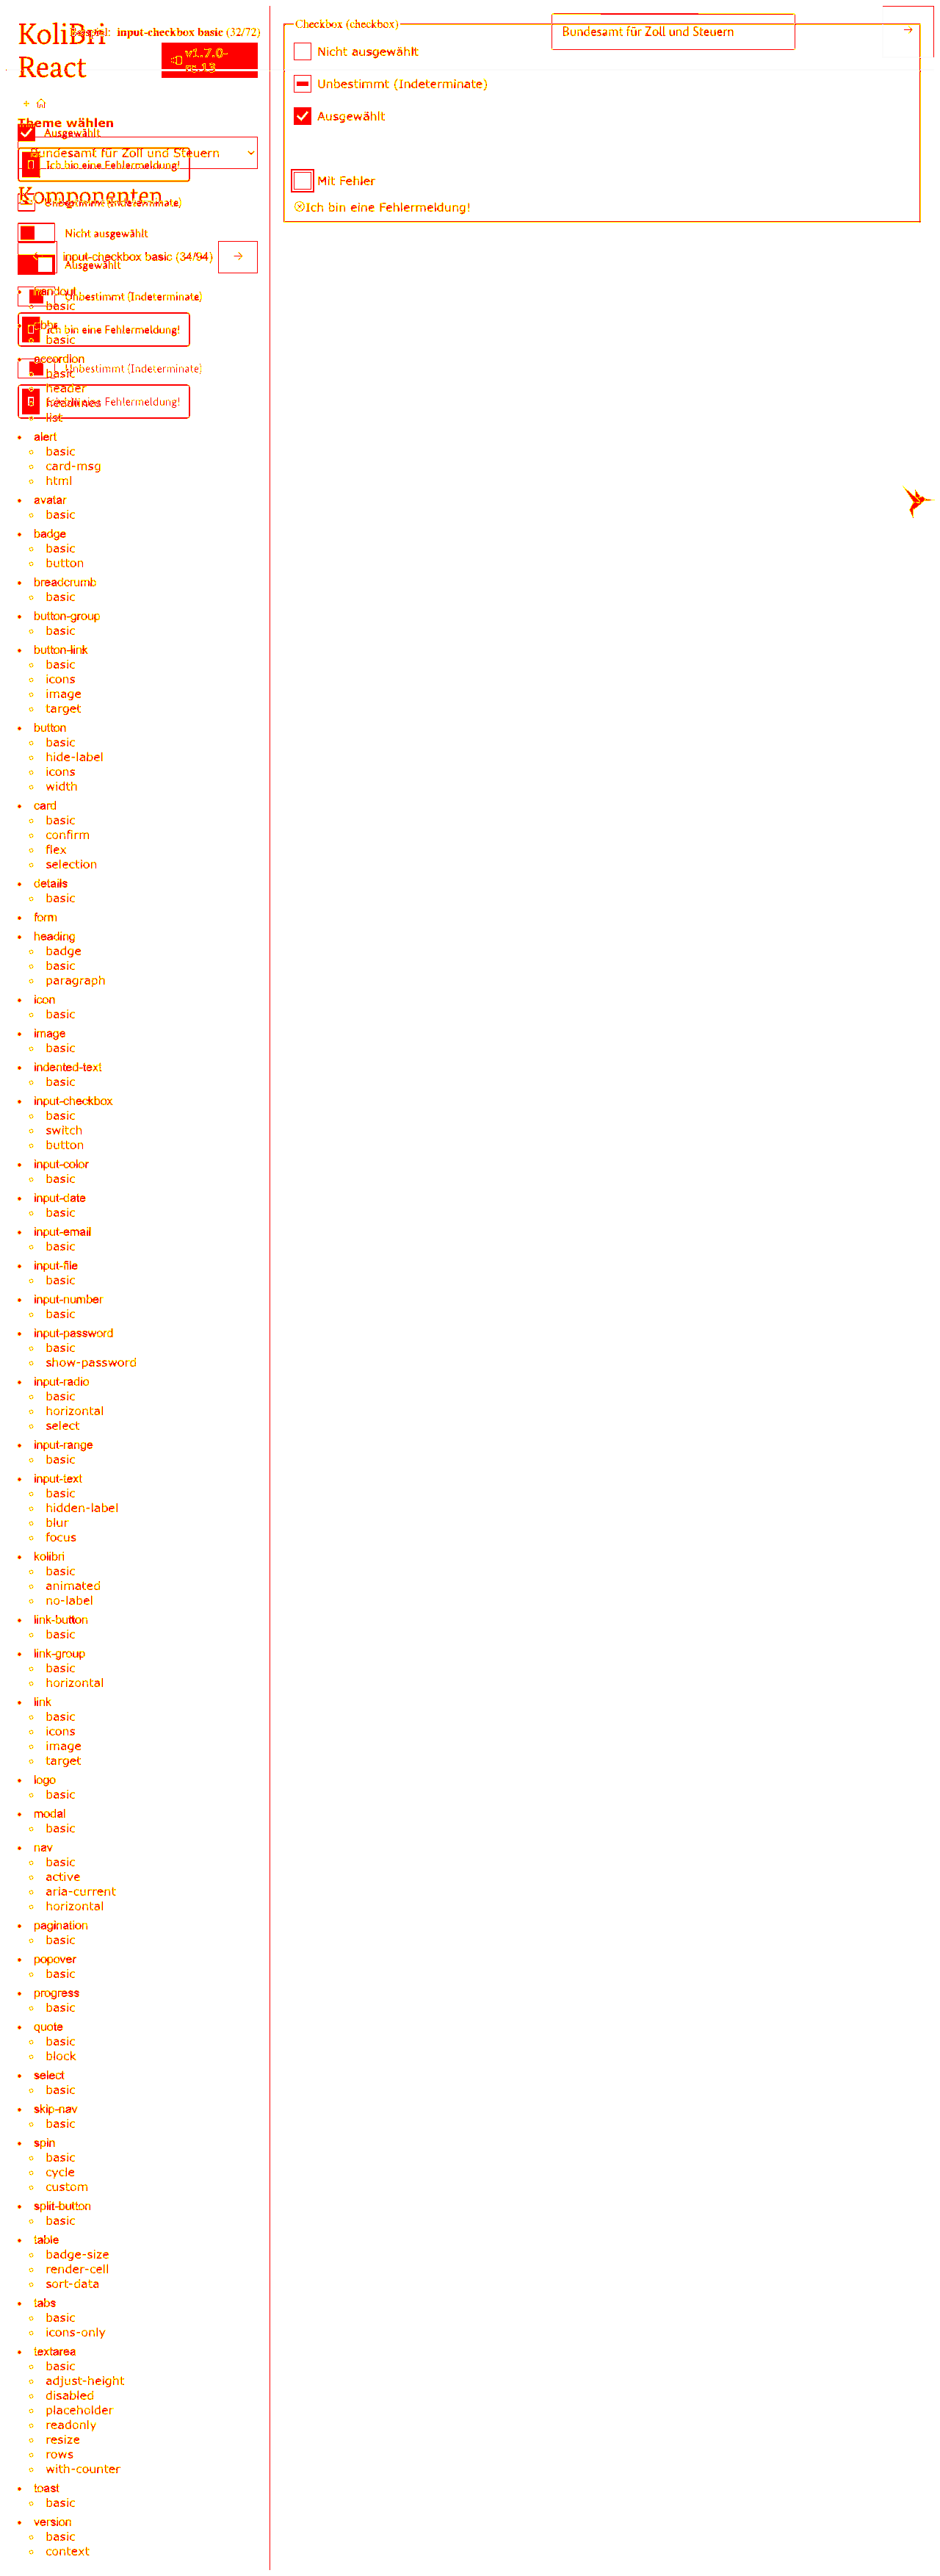 KoliBri
React
Beispiel: input-checkbox basic (32/72)
v1.7.0-
rc.13
Theme wählen
Ausgewählt
Bundesamt für Zoll und Steuern
Ich bin eine Fehlermeldung!
Komponenten
Unbestimmt (Indeterminate)
Nicht ausgewählt
input-checkbox basic (34/94)
Ausgewählt
handout
Unbestimmt (Indeterminate)
basic
abbr
Ich bin eine Fehlermeldung!
basic
accordion
Unbestimmt (Indeterminate)
basic
header
headlines
Ich bin eine Fehlermeldung!
list
alert
basic
card-msg
html
avatar
basic
badge
basic
button
breadcrumb
basic
button-group
basic
button-link
basic
icons
image
target
button
basic
hide-label
icons
width
card
basic
confirm
flex
selection
details
basic
form
heading
badge
basic
paragraph
icon
basic
image
basic
indented-text
basic
input-checkbox
basic
switch
button
input-color
basic
input-date
basic
input-email
basic
input-file
basic
input-number
basic
input-password
basic
show-password
input-radio
basic
horizontal
select
input-range
basic
input-text
basic
hidden-label
blur
focus
kolibri
basic
animated
no-label
link-button
basic
link-group
basic
horizontal
link
basic
icons
image
target
logo
basic
modal
basic
nav
basic
active
aria-current
horizontal
pagination
basic
popover
basic
progress
basic
quote
basic
block
select
basic
skip-nav
basic
spin
basic
cycle
custom
split-button
basic
table
badge-size
render-cell
sort-data
tabs
basic
icons-only
textarea
basic
adjust-height
disabled
placeholder
readonly
resize
rows
with-counter
toast
basic
version
basic
context
Checkbox (checkbox)
Bundesamt für Zoll und Steuern
Nicht ausgewählt
Unbestimmt (Indeterminate)
Ausgewählt
Mit Fehler
Ich bin eine Fehlermeldung!